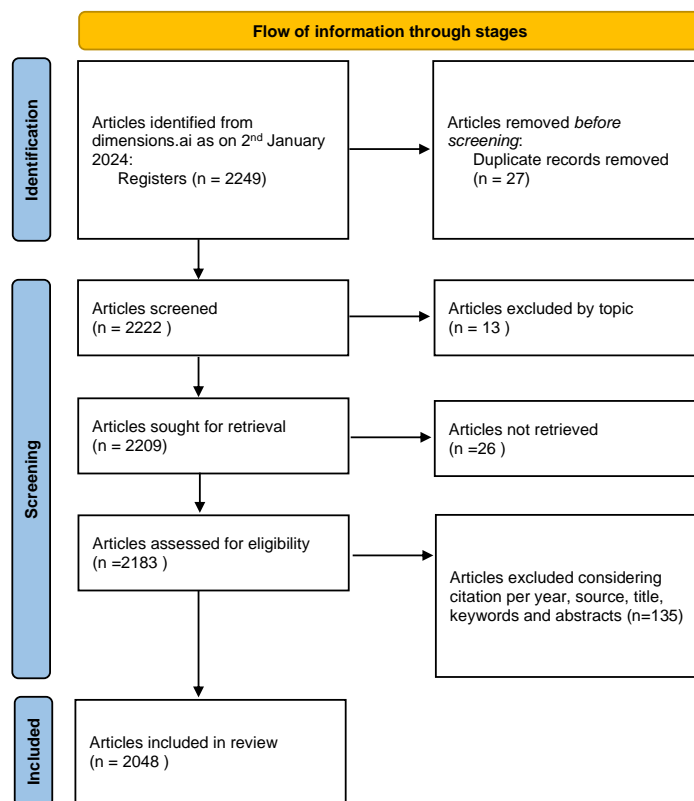 Flow of information through stages
Identification
Articles identified from
dimensions.ai as on 2nd January
2024:
Registers (n = 2249)
Articles removed before
screening:
Duplicate records removed
(n = 27)
Screening
Articles screened
(n = 2222 )
Articles excluded by topic
(n = 13 )
Articles sought for retrieval
(n = 2209)
Articles not retrieved
(n =26 )
Articles assessed for eligibility
(n =2183 )
Articles excluded considering
citation per year, source, title,
keywords and abstracts (n=135)
Included
Articles included in review
(n = 2048 )